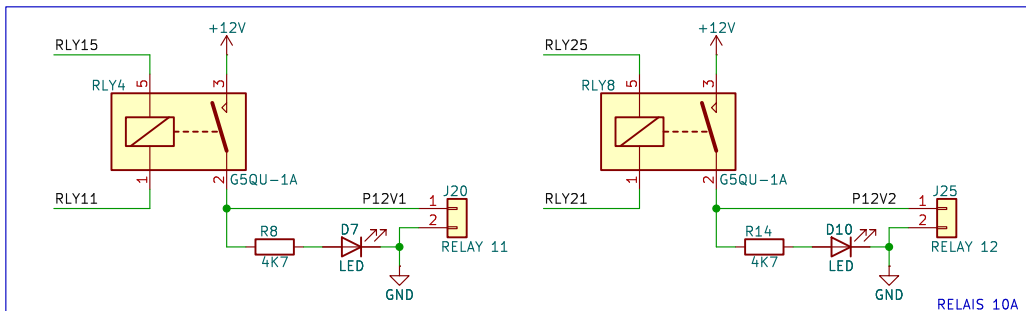 +12V
RLY15
RLY4
5
3
1
2
G5QU-1A
RLY11
P12V1
J20
1
2
R8
4K7
D7
LED
RELAY 11
GND
+12V
RLY25
RLY8
5
3
1
2
G5QU-1A
RLY21
P12V2
J25
1
2
R14
4K7
D10
LED
RELAY 12
GND
RELAIS 10A